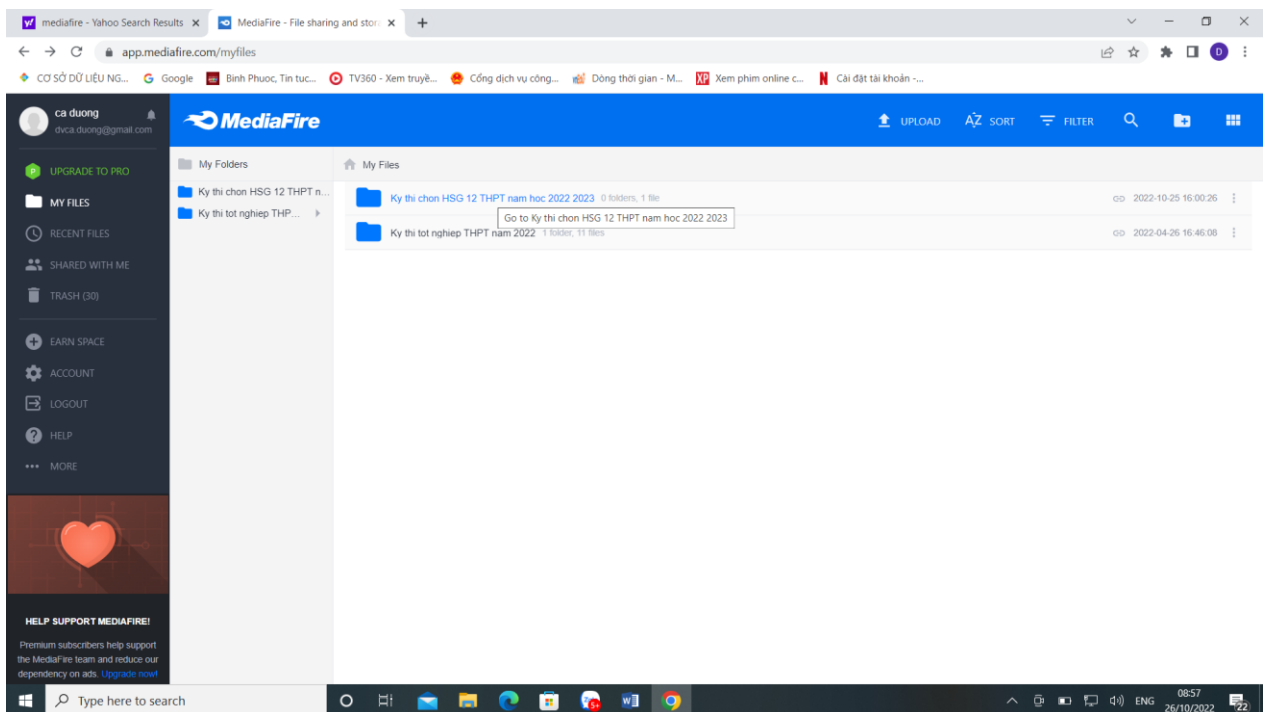 mediafire - Yahoo Search Results
MediaFire - File sharing and stora
app.mediafire.com/myfiles
CƠ SỞ DỮ LIỆU NG...
Google
Binh Phuoc, Tin tuc...
TV360 - Xem truyề...
Cổng dịch vụ công...
Dòng thời gian - M...
Xem phim online c...
Cài đặt tài khoản -...
ca duong
dvca.duong@gmail.com
MediaFire
UPLOAD
SORT
FILTER
UPGRADE TO PRO
MY FILES
RECENT FILES
SHARED WITH ME
TRASH (30)
EARN SPACE
ACCOUNT
LOGOUT
HELP
MORE
HELP SUPPORT MEDIAFIRE!
Premium subscribers help support
the MediaFire team and reduce our
dependency on ads. Upgrade now!
My Folders
Ky thi chon HSG 12 THPT n...
Ky thi tot nghiep THP...
My Files
Ky thi chon HSG 12 THPT nam hoc 2022 2023 0 folders, 1 file 2022-10-25 16:00:26
Go to Ky thi chon HSG 12 THPT nam hoc 2022 2023
Ky thi tot nghiep THPT nam 2022 1 folder, 11 files 2022-04-26 16:46:08
Type here to search
ENG
08:57
26/10/2022
22